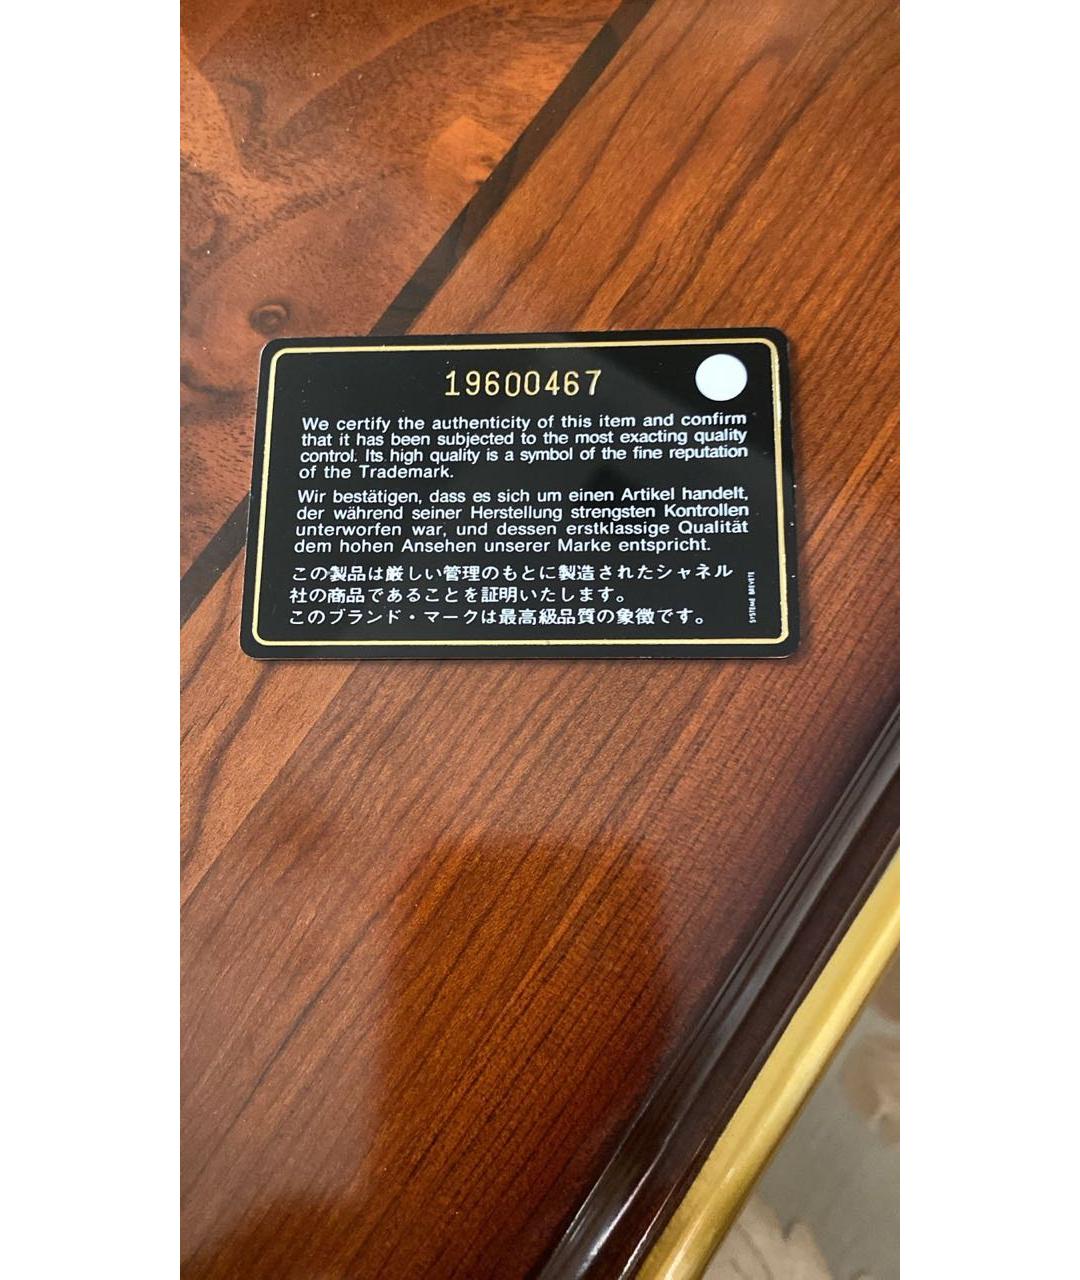 19600467
We certify the authenticity of this item and confirm
that it has been subjected to the most exacting quality
control. Its high quality is a symbol of the fine reputation
of the Trademark.
Wir bestätigen, dass es sich um einen Artikel handelt,
der während seiner Herstellung strengsten Kontrollen
unterworfen war, und dessen erstklassige Qualität
dem hohen Ansehen unserer Marke entspricht.
この製品は厳しい管理のもとに製造されたシャネル
社の商品であることを証明いたします。
このブランド・マークは最高級品質の象徴です。
SYSTEME BREVETE